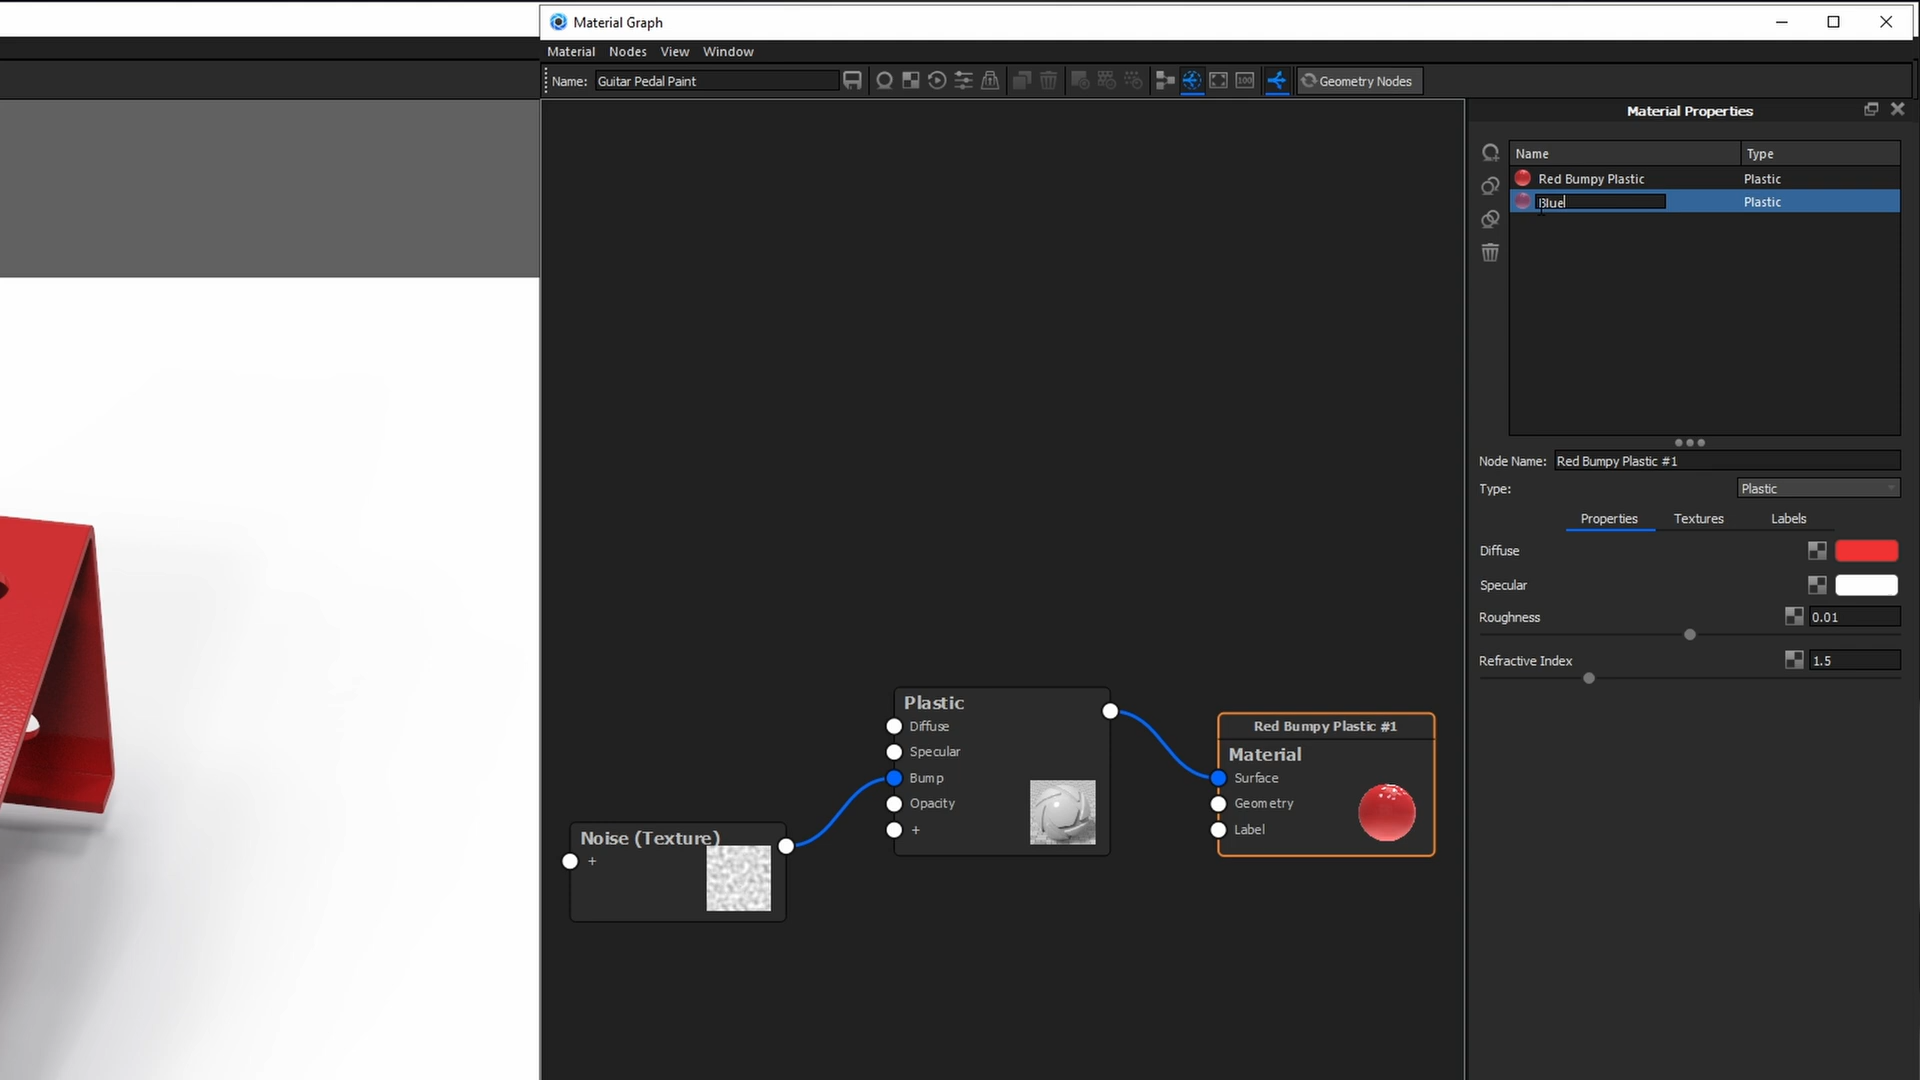 Material Graph
Material Nodes View Window
Name: Guitar Pedal Paint 100 Geometry Nodes
Material Properties
Name Type
Red Bumpy Plastic Plastic
Blue Plastic
Node Name: Red Bumpy Plastic #1
Type: Plastic
Properties Textures Labels
Diffuse
Specular
Roughness 0.01
Refractive Index 1.5
Plastic
Diffuse
Specular
Bump
Opacity
+
Red Bumpy Plastic #1
Material
Surface
Geometry
Label
Noise (Texture)
+